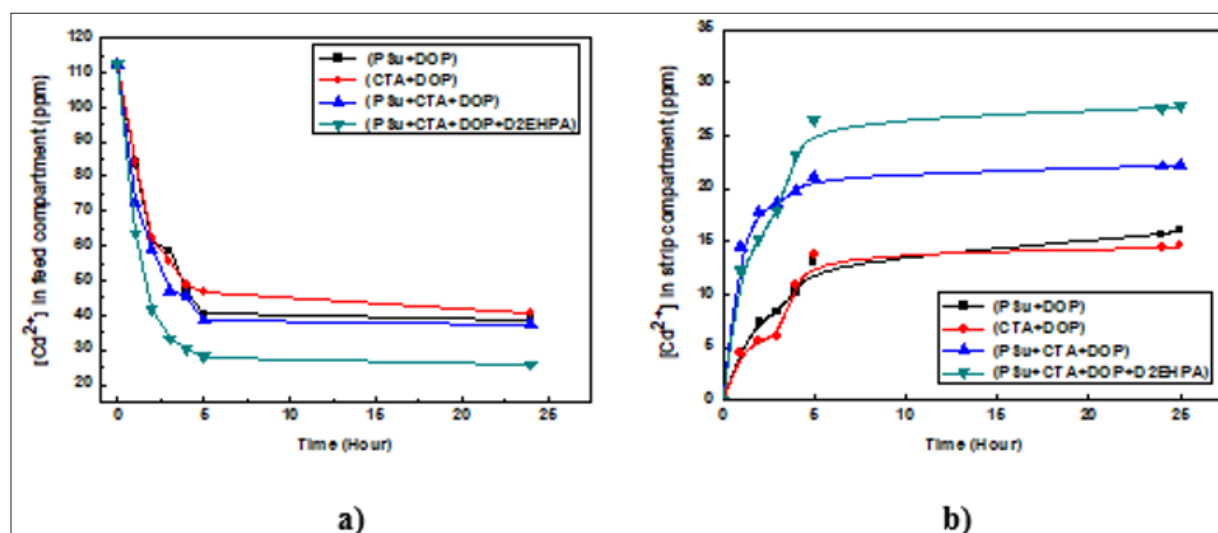 120
110
100
90
80
70
60
50
40
30
20
0
5
10
15
20
25
[Cd2+] in feed compartment (ppm)
Time (Hour)
(PSu+DOP)
(CTA+DOP)
(PSu+CTA+DOP)
(PSu+CTA+DOP+D2EHPA)
a)
35
30
25
20
15
10
5
0
0
5
10
15
20
25
[Cd2+] in strip compartment (ppm)
Time (Hour)
(PSu+DOP)
(CTA+DOP)
(PSu+CTA+DOP)
(PSu+CTA+DOP+D2EHPA)
b)